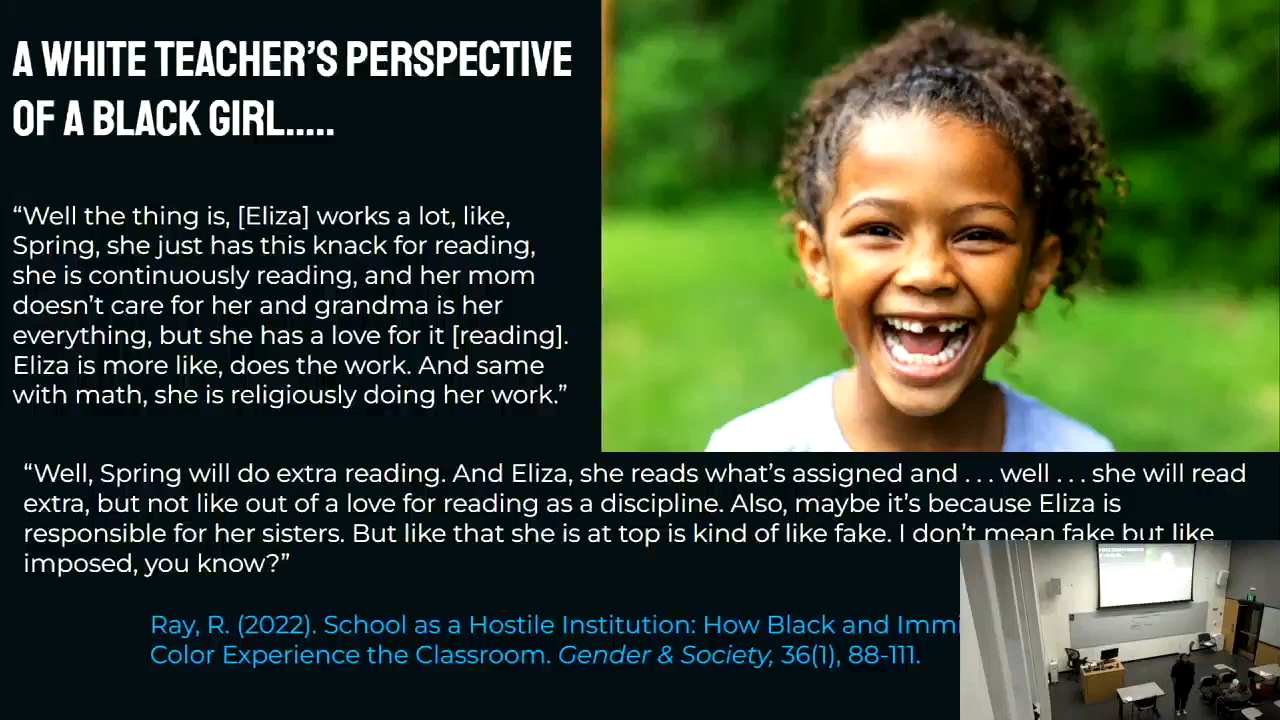 A WHITE TEACHER'S PERSPECTIVE
OF A BLACK GIRL.....
“Well the thing is, [Eliza] works a lot, like,
Spring, she just has this knack for reading,
she is continuously reading, and her mom
doesn’t care for her and grandma is her
everything, but she has a love for it [reading].
Eliza is more like, does the work. And same
with math, she is religiously doing her work.”
“Well, Spring will do extra reading. And Eliza, she reads what’s assigned and . . . well . . . she will read
extra, but not like out of a love for reading as a discipline. Also, maybe it’s because Eliza is
responsible for her sisters. But like that she is at top is kind of like fake. I don’t mean fake but like
imposed, you know?”
Ray, R. (2022). School as a Hostile Institution: How Black and Immi
Color Experience the Classroom. Gender & Society, 36(1), 88-111.